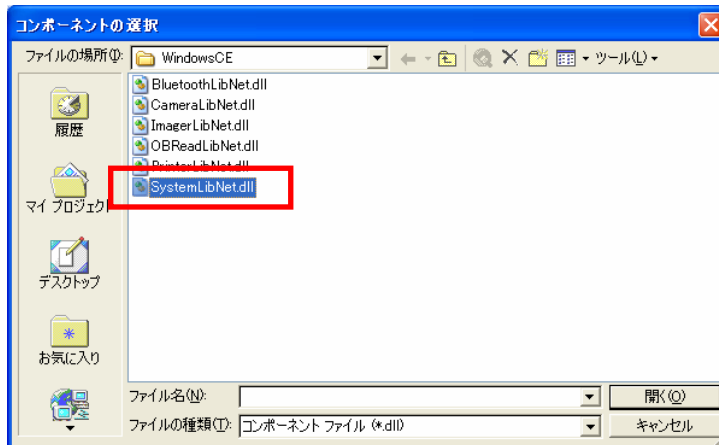 コンポーネントの選択
ファイルの場所(I): WindowsCE ツール(L)
BluetoothLibNet.dll
CameraLibNet.dll
ImagerLibNet.dll
OBReadLibNet.dll
PrinterLibNet.dll
SystemLibNet.dll
履歴
マイ プロジェクト
デスクトップ
お気に入り
ファイル名(N): 開く(O)
ファイルの種類(T): コンポーネント ファイル (*.dll) キャンセル